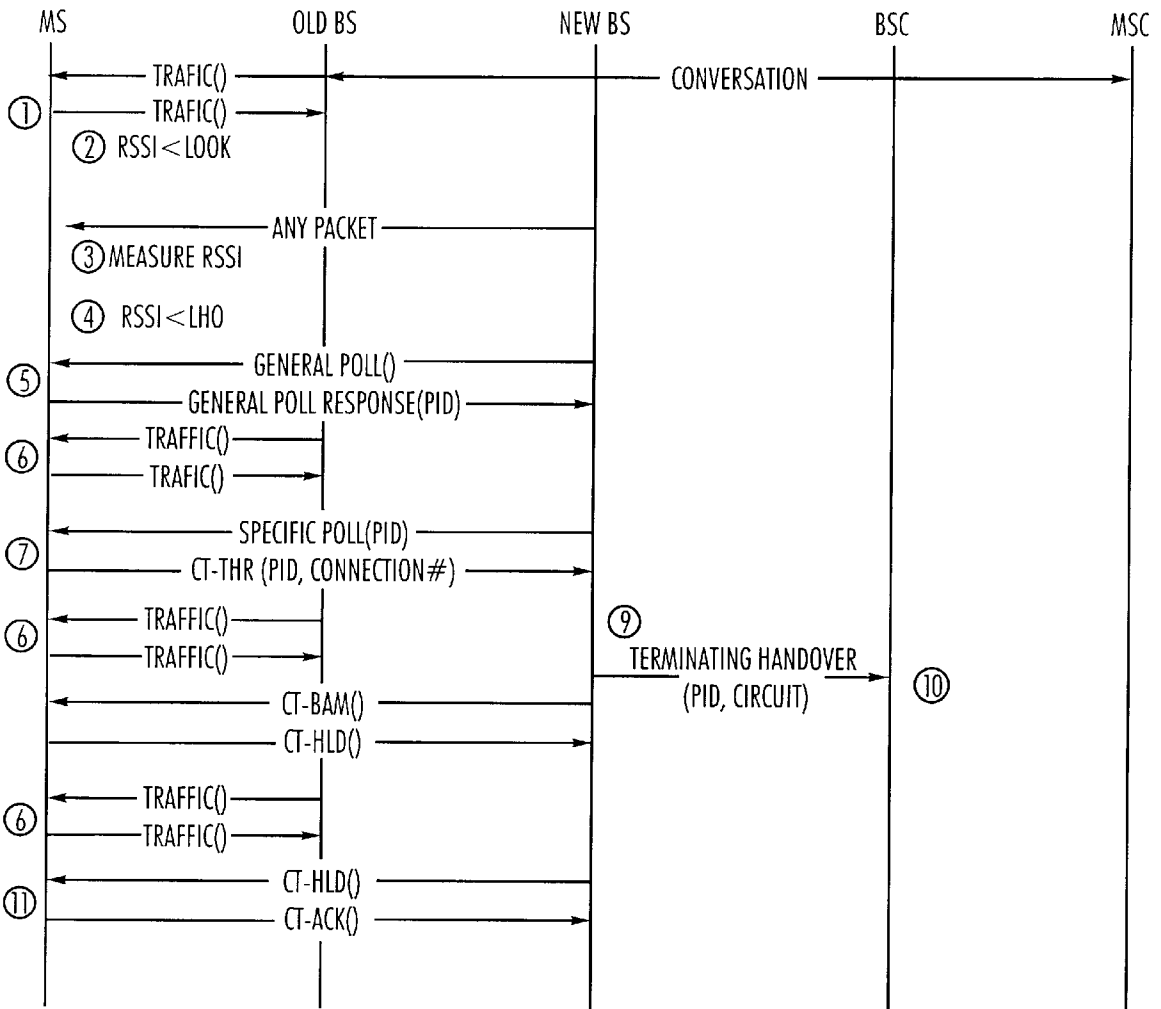 MS OLD BS NEW BS BSC MSC
TRAFIC() CONVERSATION
① TRAFIC()
② RSSI<LOOK
ANY PACKET
③ MEASURE RSSI
④ RSSI<LHO
GENERAL POLL()
⑤
GENERAL POLL RESPONSE(PID)
TRAFFIC()
⑥
TRAFIC()
SPECIFIC POLL(PID)
⑦
CT-THR (PID, CONNECTION#)
TRAFFIC() ⑨
⑥
TRAFFIC() TERMINATING HANDOVER
(PID, CIRCUIT) ⑩
CT-BAM()
CT-HLD()
TRAFFIC()
⑥
TRAFFIC()
CT-HLD()
⑪
CT-ACK()